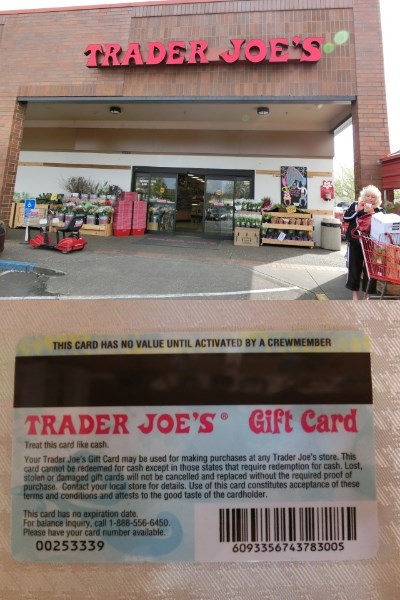 TRADER JOE'S
THIS CARD HAS NO VALUE UNTIL ACTIVATED BY A CREWMEMBER
TRADER JOE'S® Gift Card
Treat this card like cash.
Your Trader Joe's Gift Card may be used for making purchases at any Trader Joe's store. This
card cannot be redeemed for cash except in those states that require redemption for cash. Lost,
stolen or damaged gift cards will not be cancelled and replaced without the required proof of
purchase. Contact your local store for details. Use of this card constitutes acceptance of these
terms and conditions and attests to the good taste of the cardholder.
This card has no expiration date.
For balance inquiry, call 1-888-556-6450.
Please have your card number available.
00253339
6093356743783005